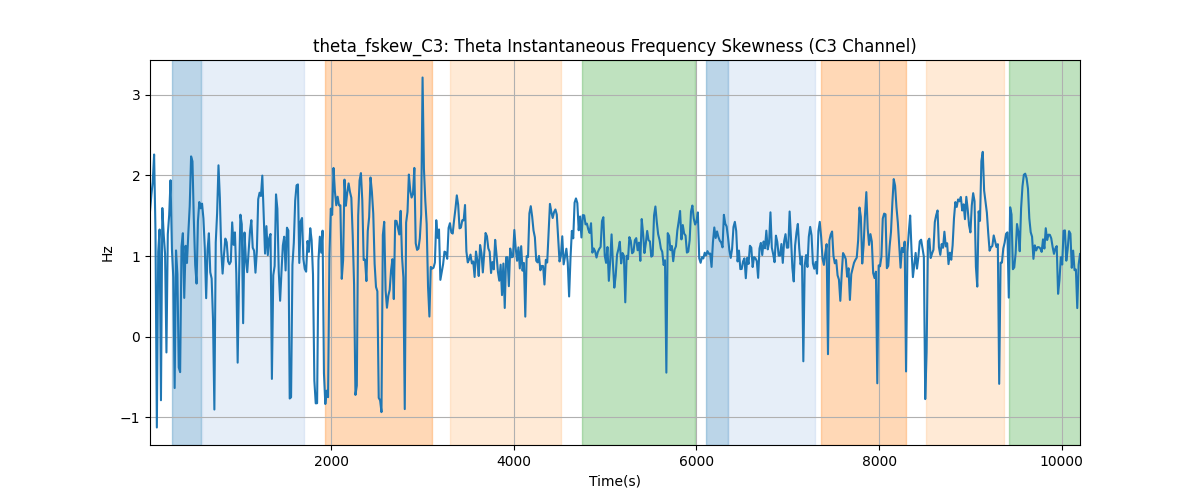 theta_fskew_C3: Theta Instantaneous Frequency Skewness (C3 Channel)
Hz
3
2
1
0
−1
2000 4000 6000 8000 10000
Time(s)